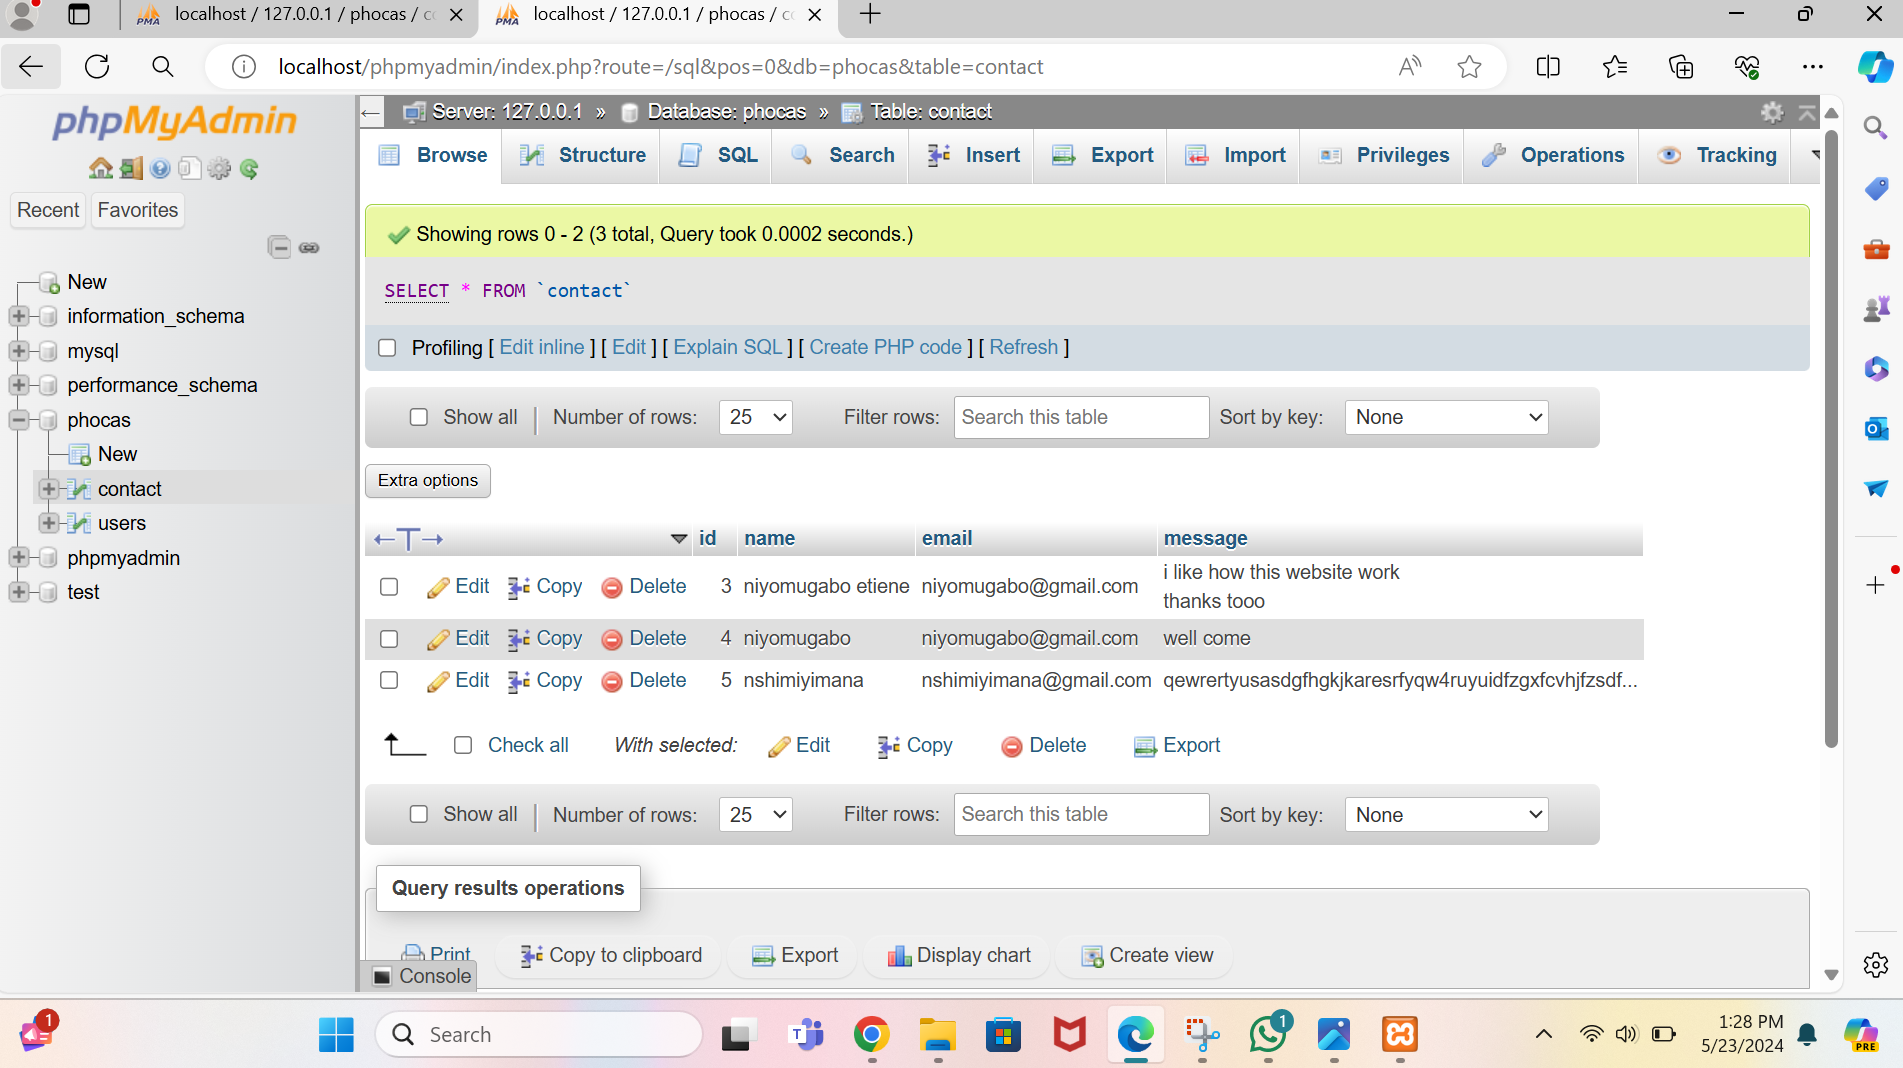 localhost / 127.0.0.1 / phocas / c
localhost / 127.0.0.1 / phocas / c
localhost/phpmyadmin/index.php?route=/sql&pos=0&db=phocas&table=contact
phpMyAdmin
Recent Favorites
New
information_schema
mysql
performance_schema
phocas
New
contact
users
phpmyadmin
test
Server: 127.0.0.1 » Database: phocas » Table: contact
Browse Structure SQL Search Insert Export Import Privileges Operations Tracking
Showing rows 0 - 2 (3 total, Query took 0.0002 seconds.)
SELECT * FROM `contact`
Profiling [ Edit inline ] [ Edit ] [ Explain SQL ] [ Create PHP code ] [ Refresh ]
Show all | Number of rows: 25 Filter rows: Search this table Sort by key: None
Extra options
←T→ id name email message
Edit Copy Delete 3 niyomugabo etiene niyomugabo@gmail.com i like how this website work
thanks tooo
Edit Copy Delete 4 niyomugabo niyomugabo@gmail.com well come
Edit Copy Delete 5 nshimiyimana nshimiyimana@gmail.com qewrertyusasdgfhgkjkaresrfyqw4ruyuidfzgxfcvhjfzsdf...
Check all With selected: Edit Copy Delete Export
Show all | Number of rows: 25 Filter rows: Search this table Sort by key: None
Query results operations
Print Copy to clipboard Export Display chart Create view
Console
1
Search
1
1:28 PM
5/23/2024
PRE